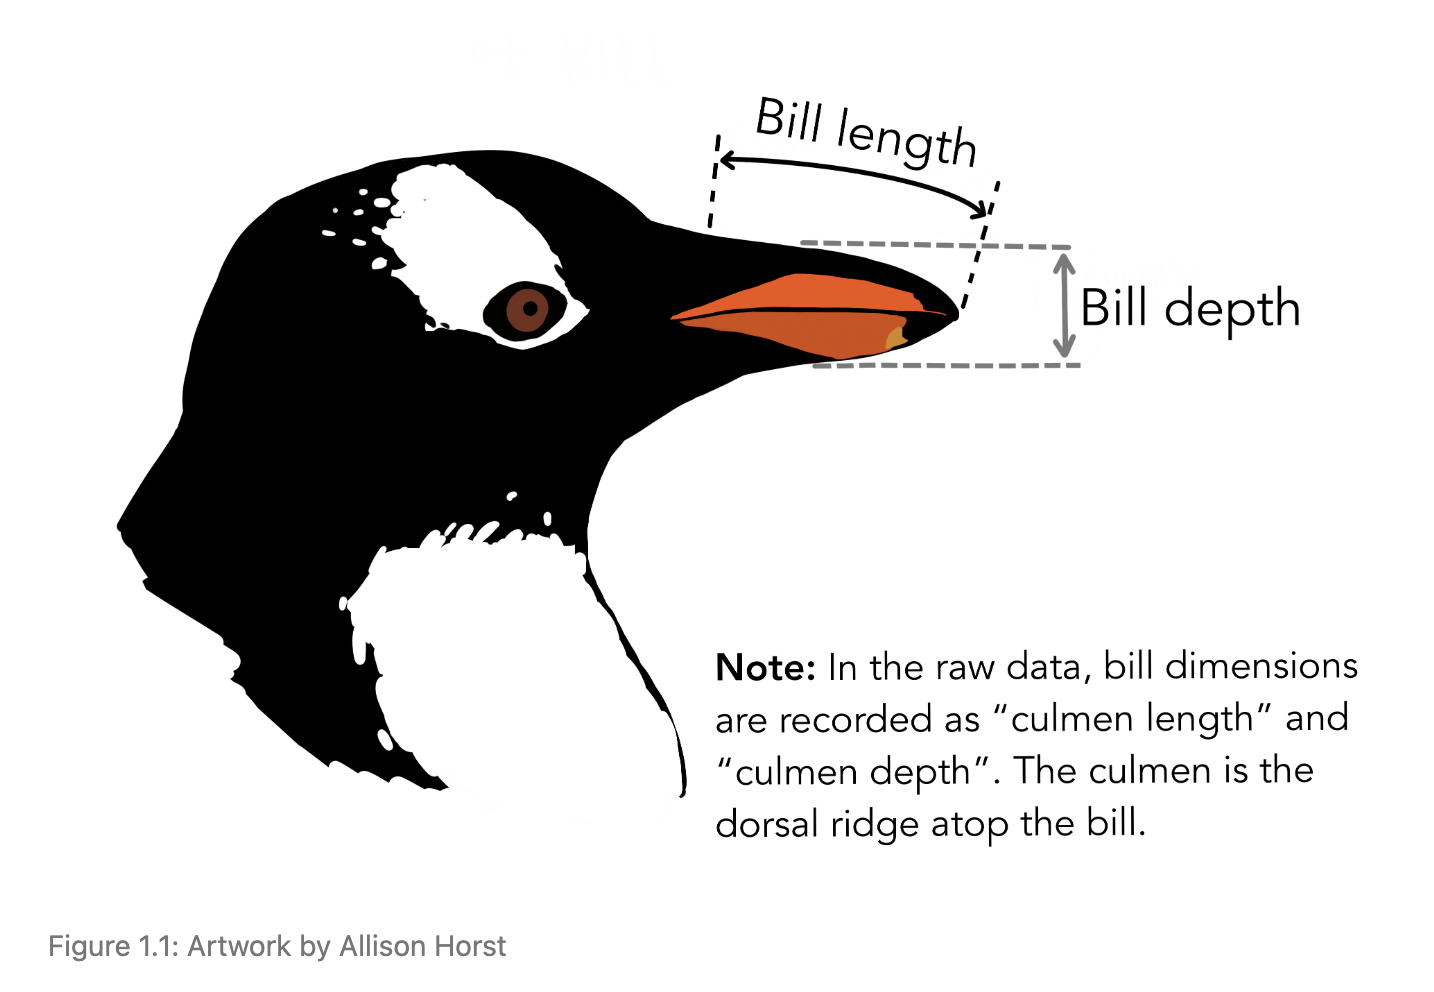 Bill length
Bill depth
Note: In the raw data, bill dimensions
are recorded as “culmen length” and
“culmen depth”. The culmen is the
dorsal ridge atop the bill.
Figure 1.1: Artwork by Allison Horst